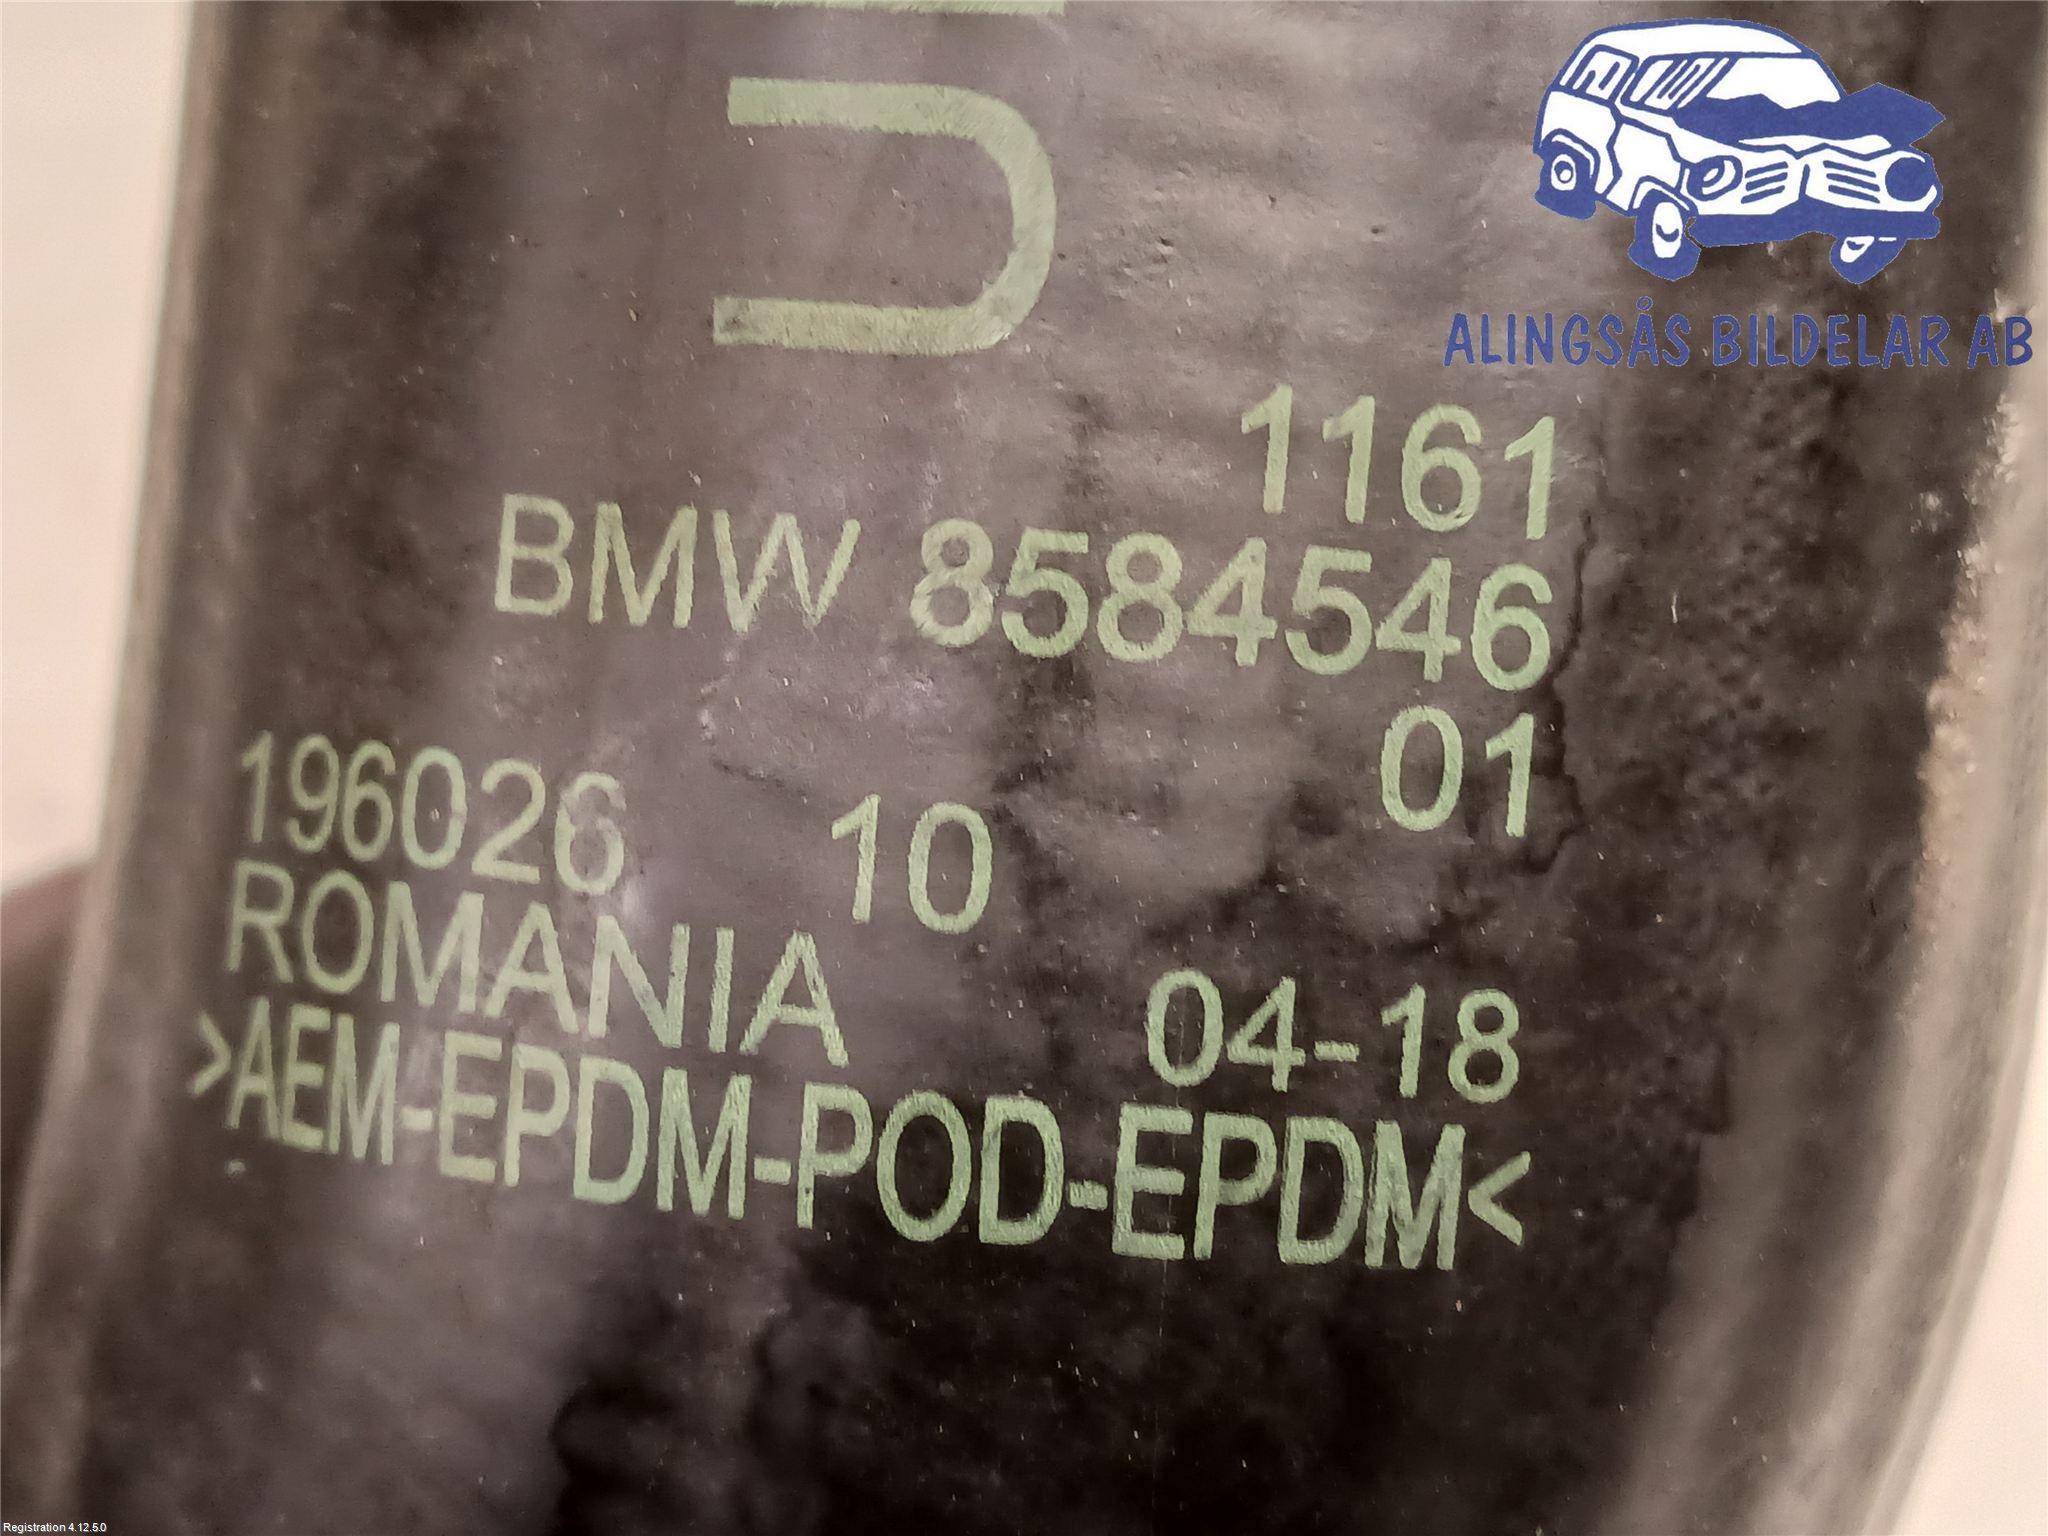 ALINGSÅS BILDELAR AB
1161
BMW 8584546
01
196026 10
ROMANIA 04-18
>AEM-EPDM-POD-EPDM<
Registration 4.12.5.0